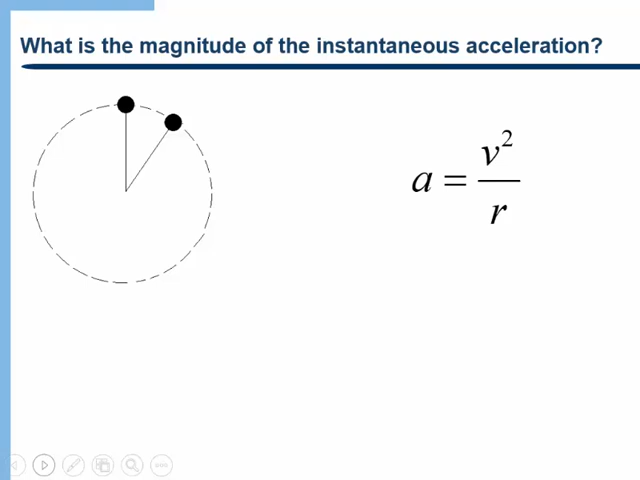 What is the magnitude of the instantaneous acceleration?
a = v²/r